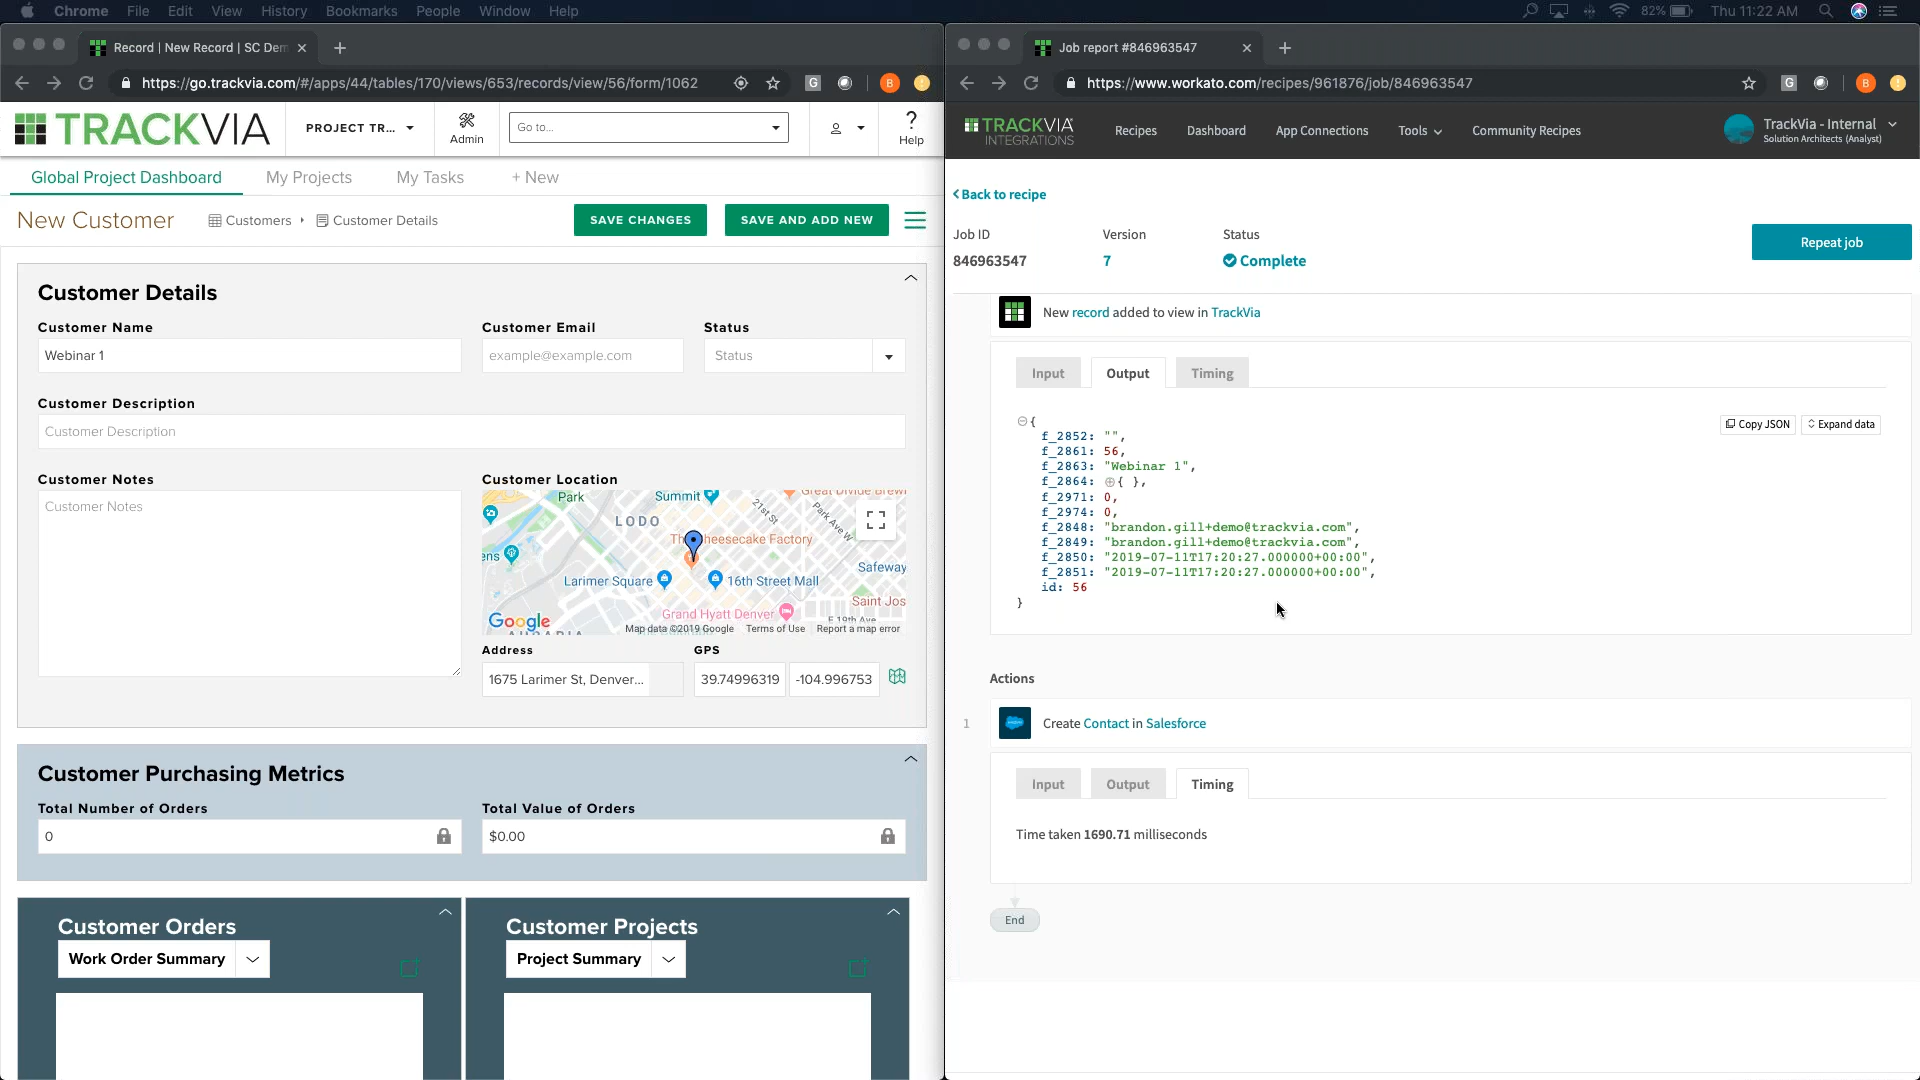 Chrome File Edit View History Bookmarks People Window Help
82% Thu 11:22 AM
Record | New Record | SC Dem
https://go.trackvia.com/#/apps/44/tables/170/views/653/records/view/56/form/1062
G B
TRACKVIA
PROJECT TR...
Admin
Go to...
?
Help
Global Project Dashboard My Projects My Tasks + New
New Customer Customers Customer Details
SAVE CHANGES SAVE AND ADD NEW
Customer Details
Customer Name Customer Email Status
Webinar 1 example@example.com Status
Customer Description
Customer Description
Customer Notes Customer Location
Customer Notes
Park Summit Great Divide Brewi
LODO 21st St Park Ave W
The Cheesecake Factory
ens
Larimer Square 16th Street Mall Safeway
Grand Hyatt Denver Saint Jos
E 19th Ave
Google
AURARIA
Map data ©2019 Google Terms of Use Report a map error
Address GPS
1675 Larimer St, Denver... 39.74996319 -104.996753
Customer Purchasing Metrics
Total Number of Orders Total Value of Orders
0 $0.00
Customer Orders Customer Projects
Work Order Summary Project Summary
Job report #846963547
https://www.workato.com/recipes/961876/job/846963547
G B
TRACKVIA
INTEGRATIONS
Recipes Dashboard App Connections Tools Community Recipes
TrackVia - Internal
Solution Architects (Analyst)
Back to recipe
Job ID Version Status
846963547 7 Complete
Repeat job
New record added to view in TrackVia
Input Output Timing
Copy JSON Expand data
{
f_2852: "",
f_2861: 56,
f_2863: "Webinar 1",
f_2864: { },
f_2971: 0,
f_2974: 0,
f_2848: "brandon.gill+demo@trackvia.com",
f_2849: "brandon.gill+demo@trackvia.com",
f_2850: "2019-07-11T17:20:27.000000+00:00",
f_2851: "2019-07-11T17:20:27.000000+00:00",
id: 56
}
Actions
1 Create Contact in Salesforce
Input Output Timing
Time taken 1690.71 milliseconds
End